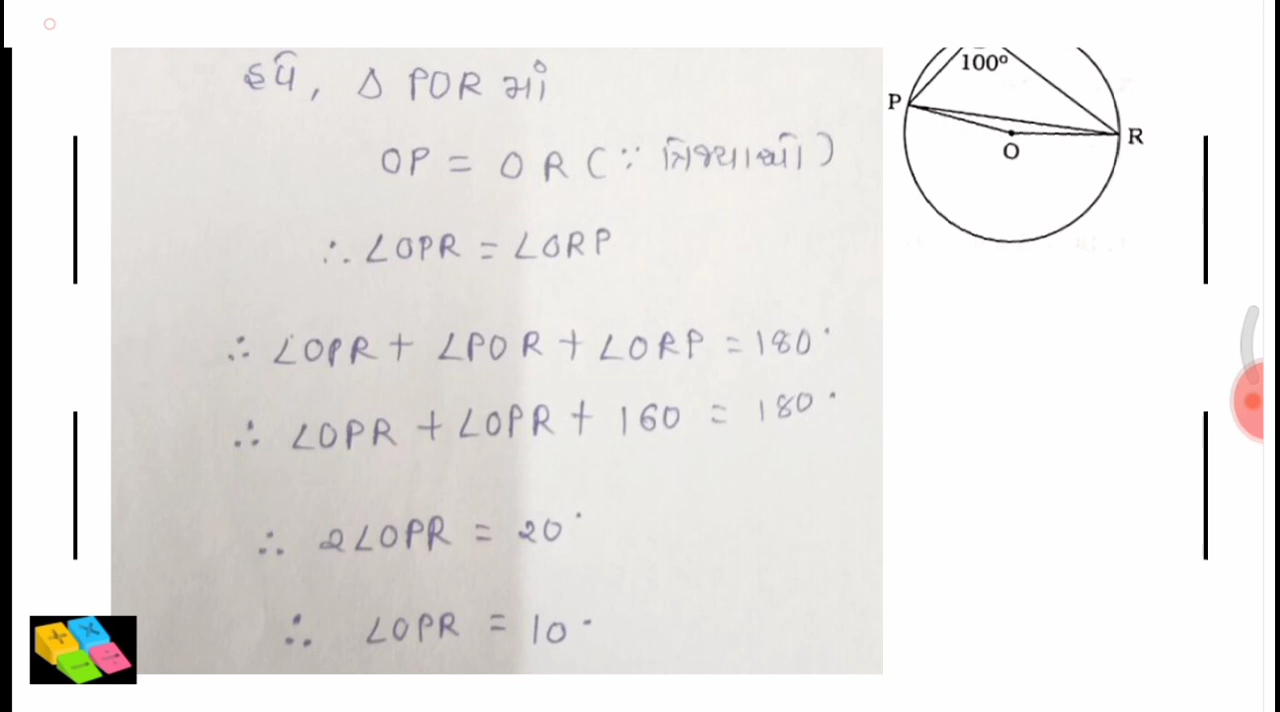 હવે, Δ POR માં
OP = OR (∵ ત્રિજ્યાઓ)
∴ ∠OPR = ∠ORP
∴ ∠OPR + ∠POR + ∠ORP = 180°
∴ ∠OPR + ∠OPR + 160 = 180°
∴ 2∠OPR = 20°
∴ ∠OPR = 10°
100°
P
R
O